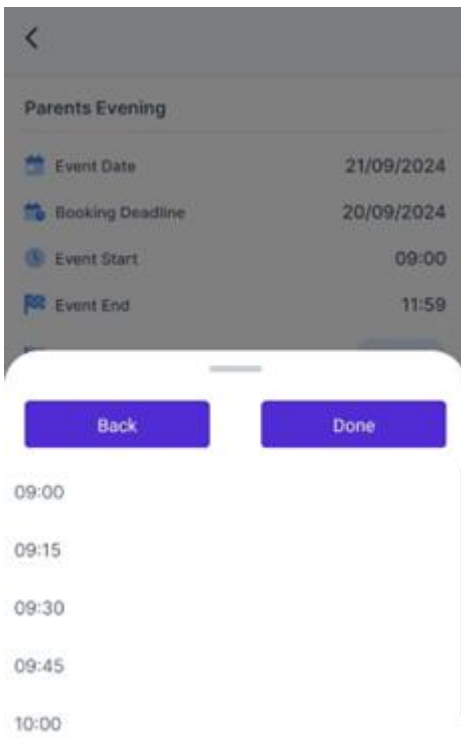 Parents Evening
Event Date 21/09/2024
Booking Deadline 20/09/2024
Event Start 09:00
Event End 11:59
Back Done
09:00
09:15
09:30
09:45
10:00